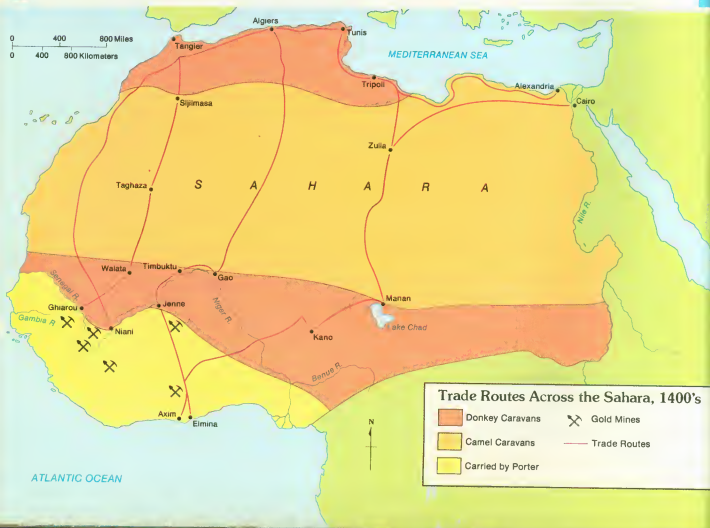 Algiers
Tunis
0 400 800 Miles
0 400 800 Kilometers
Tangier
MEDITERRANEAN SEA
Tripoli
Alexandria
Cairo
Sijilmasa
Zuila
Taghaza
S A H A R A
Nile R.
Walata
Timbuktu
Gao
Senegal R.
Manan
Ghiarou
Jenne
Niger R.
Gambia R.
Niani
Lake Chad
Kano
Benue R.
Axim
Elmina
N
ATLANTIC OCEAN
Trade Routes Across the Sahara, 1400's
Donkey Caravans
Gold Mines
Camel Caravans
Trade Routes
Carried by Porter